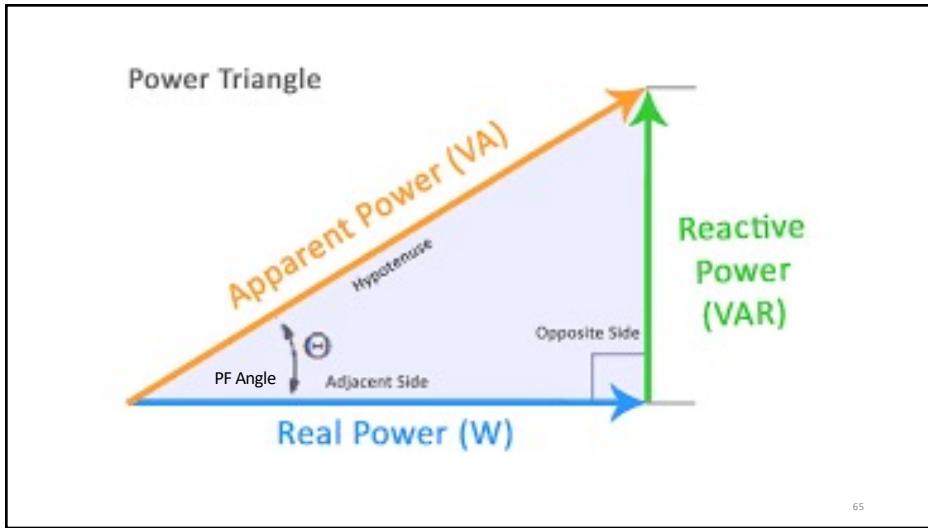 Power Triangle
Apparent Power (VA)
Hypotenuse
Reactive
Power
(VAR)
Opposite Side
Θ
PF Angle
Adjacent Side
Real Power (W)
65